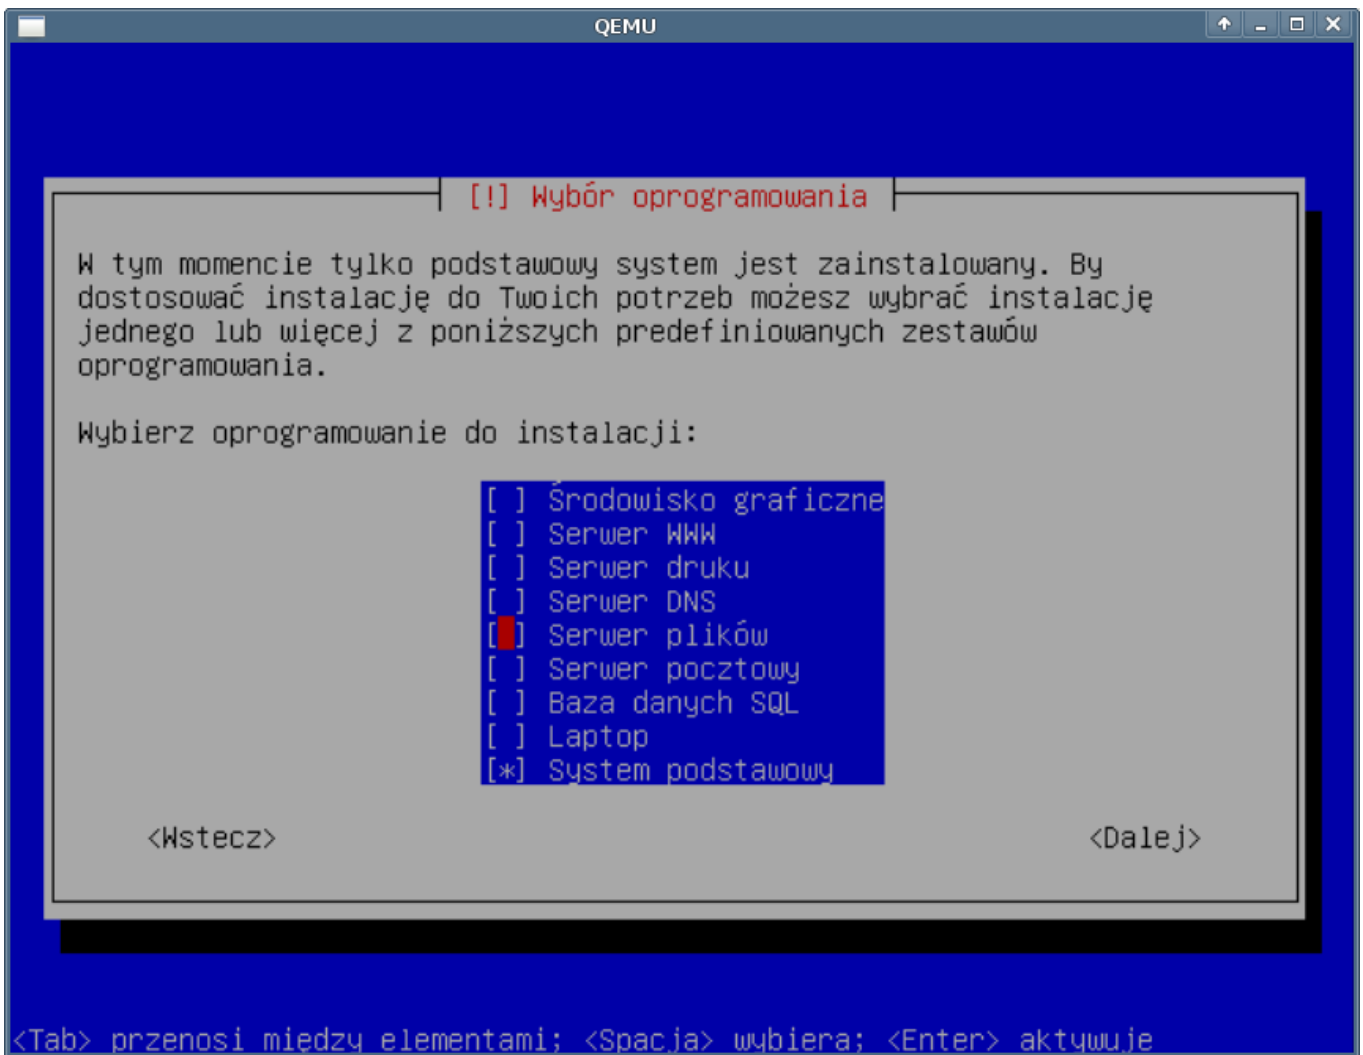 QEMU
[!] Wybór oprogramowania
W tym momencie tylko podstawowy system jest zainstalowany. By
dostosować instalację do Twoich potrzeb możesz wybrać instalację
jednego lub więcej z poniższych predefiniowanych zestawów
oprogramowania.
Wybierz oprogramowanie do instalacji:
[ ] Środowisko graficzne
[ ] Serwer WWW
[ ] Serwer druku
[ ] Serwer DNS
[ ] Serwer plików
[ ] Serwer pocztowy
[ ] Baza danych SQL
[ ] Laptop
[*] System podstawowy
<Wstecz> <Dalej>
<Tab> przenosi między elementami; <Spacja> wybiera; <Enter> aktywuje